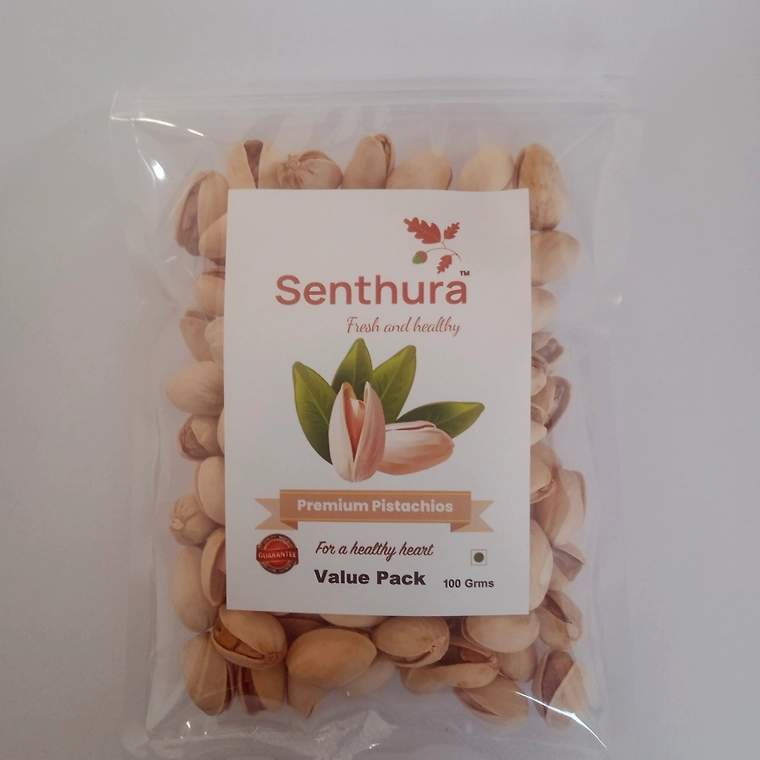 Senthura™
Fresh and healthy
Premium Pistachios
For a healthy heart
GUARANTEE
Value Pack 100 Grms